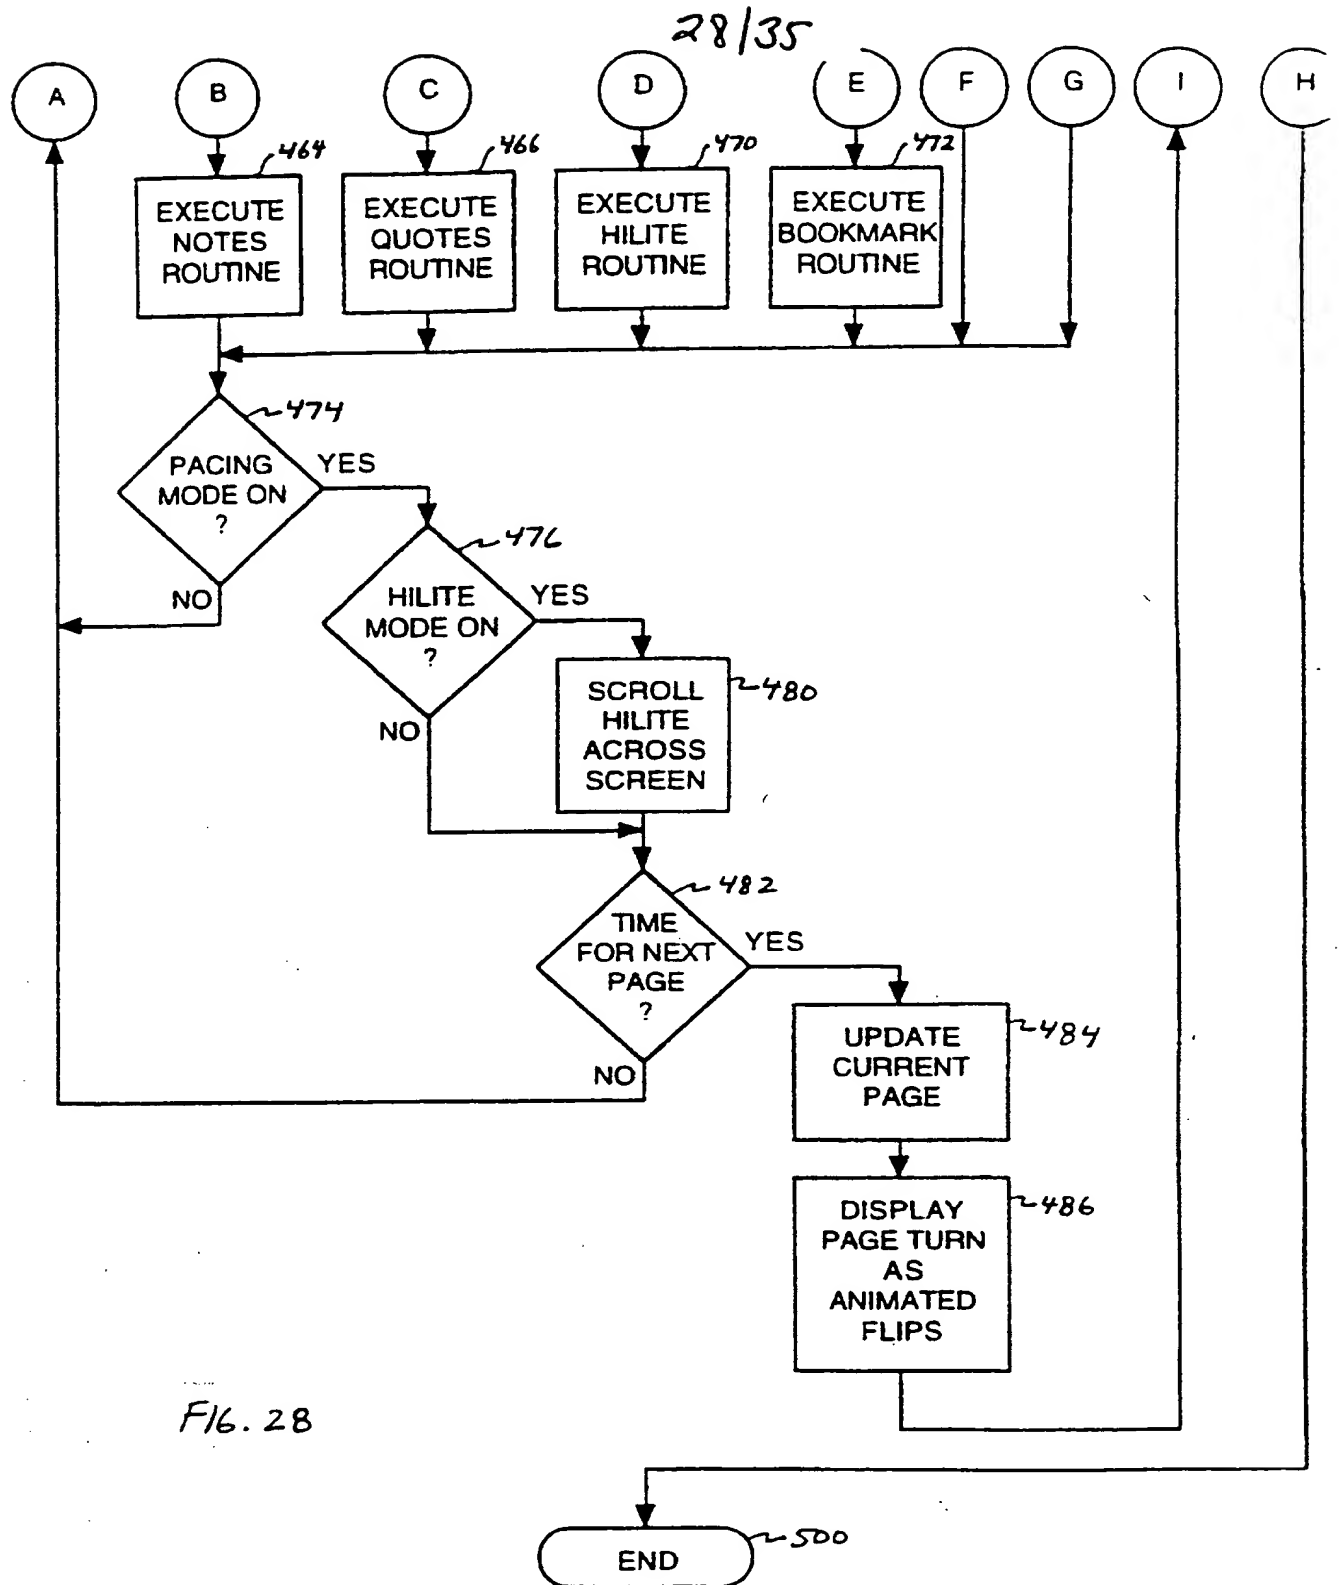 28/35
A B C D E F G I H
464 466 470 472
EXECUTE
NOTES
ROUTINE
EXECUTE
QUOTES
ROUTINE
EXECUTE
HILITE
ROUTINE
EXECUTE
BOOKMARK
ROUTINE
474
PACING
MODE ON
?
YES
NO
476
HILITE
MODE ON
?
YES
NO
480
SCROLL
HILITE
ACROSS
SCREEN
482
TIME
FOR NEXT
PAGE
?
YES
NO
484
UPDATE
CURRENT
PAGE
486
DISPLAY
PAGE TURN
AS
ANIMATED
FLIPS
FIG. 28
500
END